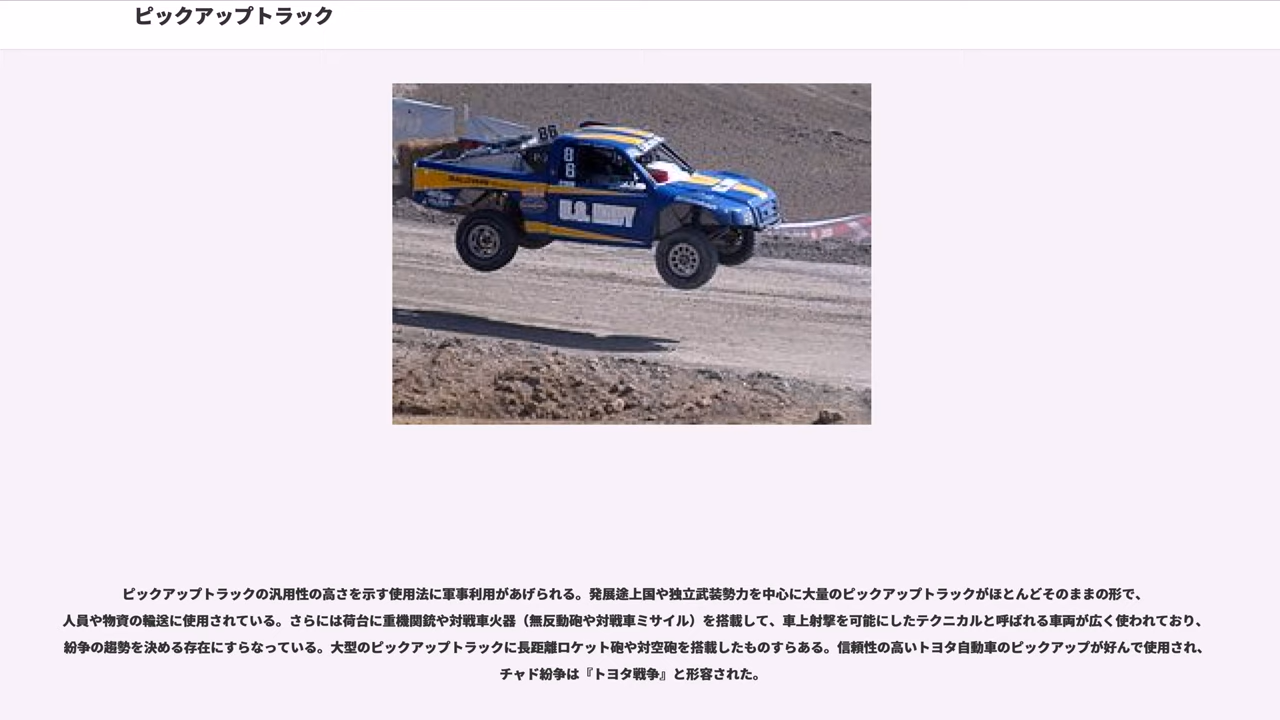 ピックアップトラック
88
88
BALDWIN
U.S. NAVY
ピックアップトラックの汎用性の高さを示す使用法に軍事利用があげられる。発展途上国や独立武装勢力を中心に大量のピックアップトラックがほとんどそのままの形で、
人員や物資の輸送に使用されている。さらには荷台に重機関銃や対戦車火器（無反動砲や対戦車ミサイル）を搭載して、車上射撃を可能にしたテクニカルと呼ばれる車両が広く使われており、
紛争の趨勢を決める存在にすらなっている。大型のピックアップトラックに長距離ロケット砲や対空砲を搭載したものすらある。信頼性の高いトヨタ自動車のピックアップが好んで使用され、
チャド紛争は『トヨタ戦争』と形容された。